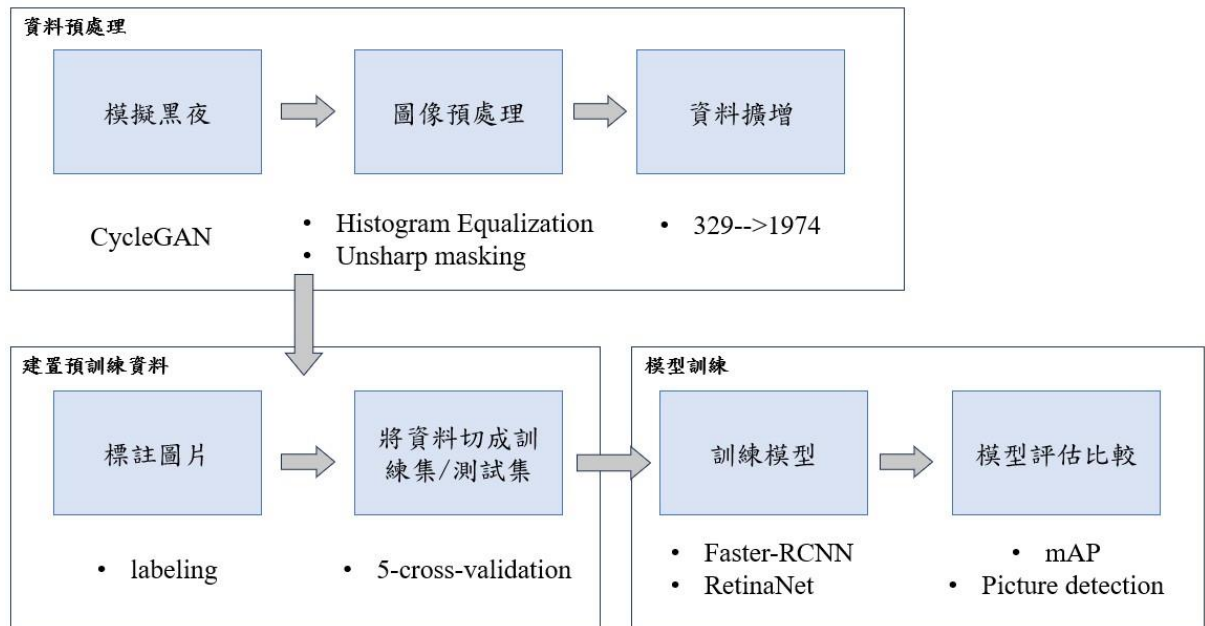 資料預處理
模擬黑夜
圖像預處理
資料擴增
CycleGAN
• Histogram Equalization
• Unsharp masking
• 329-->1974
建置預訓練資料
標註圖片
將資料切成訓
練集/測試集
• labeling
• 5-cross-validation
模型訓練
訓練模型
模型評估比較
• Faster-RCNN
• RetinaNet
• mAP
• Picture detection